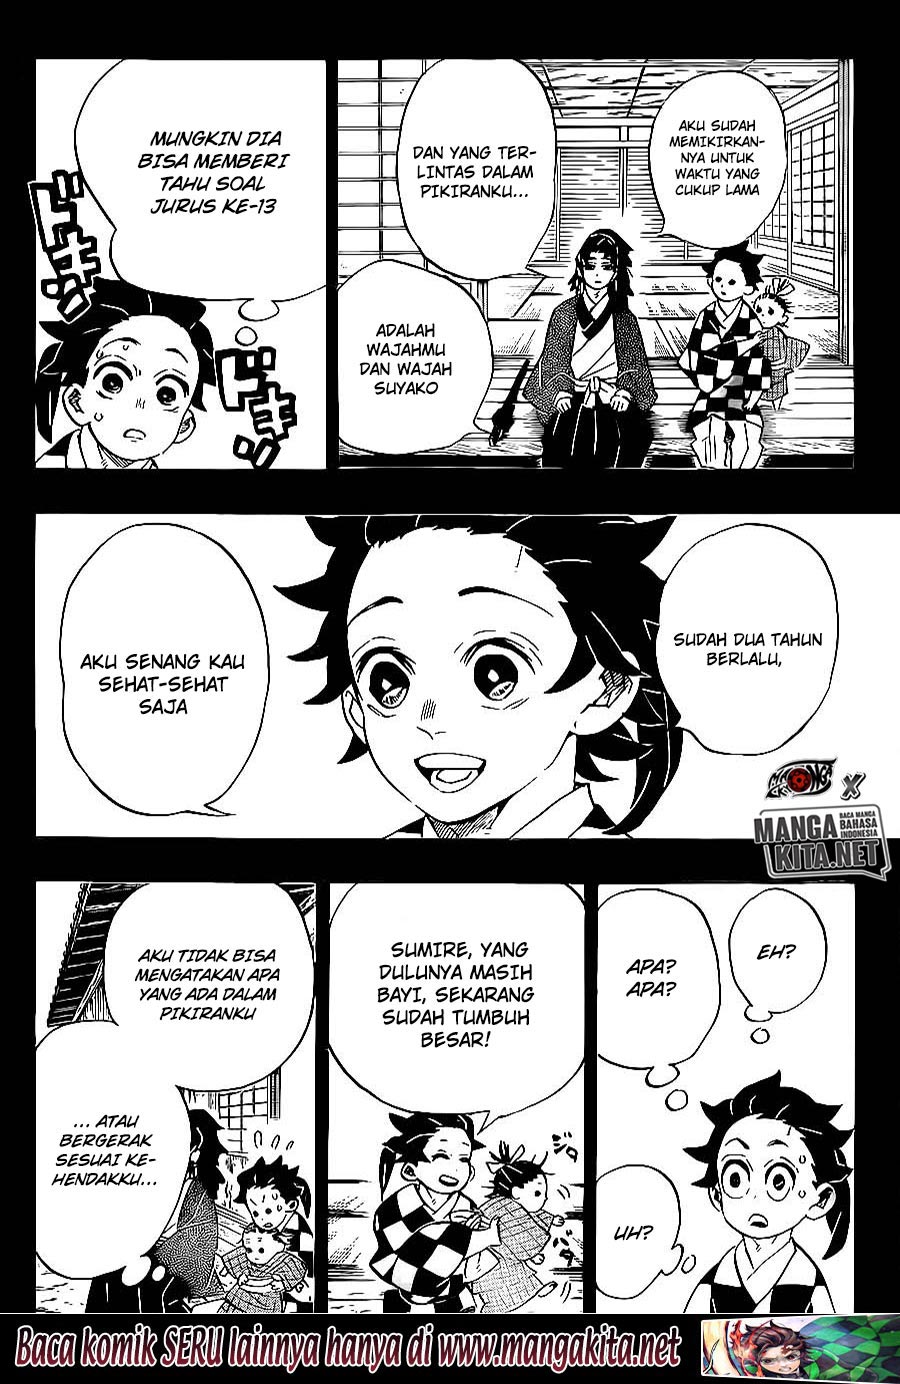 AKU SUDAH
MEMIKIRKAN-
NYA UNTUK
WAKTU YANG
CUKUP LAMA
DAN YANG TER-
LINTAS DALAM
PIKIRANKU...
ADALAH
WAJAHMU
DAN WAJAH
SUYAKO
MUNGKIN DIA
BISA MEMBERI
TAHU SOAL
JURUS KE-13
SUDAH DUA TAHUN
BERLALU,
AKU SENANG KAU
SEHAT-SEHAT
SAJA
X
MANGA
KITA.NET
BACA MANGA
BAHASA
INDONESIA
EH?
APA?
APA?
UH?
SUMIRE, YANG
DULUNYA MASIH
BAYI, SEKARANG
SUDAH TUMBUH
BESAR!
AKU TIDAK BISA
MENGATAKAN APA
YANG ADA DALAM
PIKIRANKU
... ATAU
BERGERAK
SESUAI KE-
HENDAKKU...
Baca komik SERU lainnya hanya di www.mangakita.net